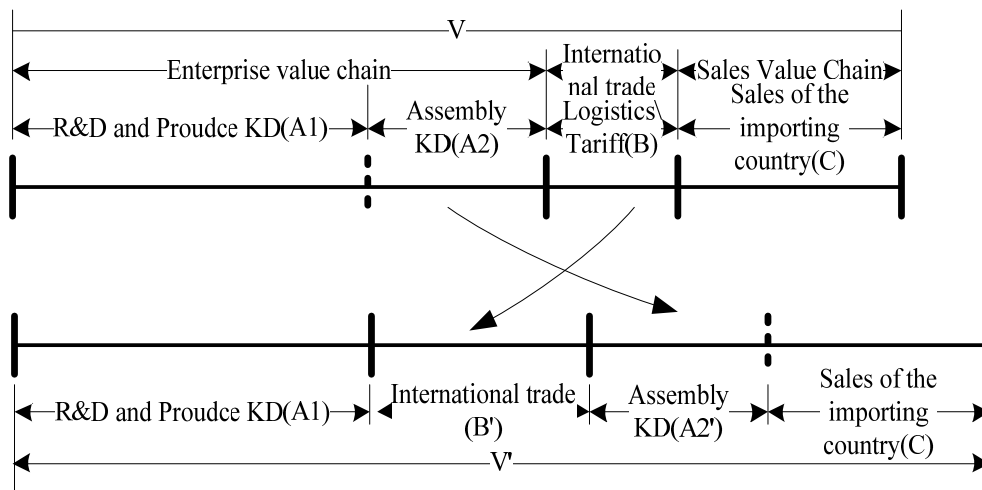 V
Enterprise value chain
Internatio
nal trade
Logistics\
Tariff(B)
Sales Value Chain
R&D and Proudce KD(A1)
Assembly
KD(A2)
Sales of the
importing
country(C)
R&D and Proudce KD(A1)
International trade
(B')
Assembly
KD(A2')
Sales of the
importing
country(C)
V'